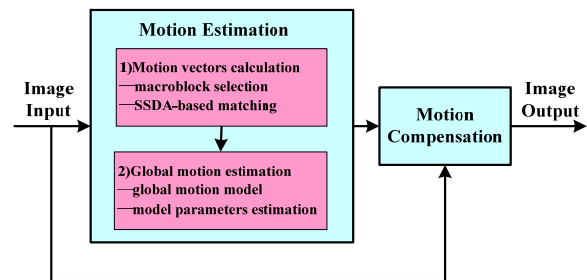 Motion Estimation
1)Motion vectors calculation
—macroblock selection
—SSDA-based matching
2)Global motion estimation
—global motion model
—model parameters estimation
Image
Input
Motion
Compensation
Image
Output